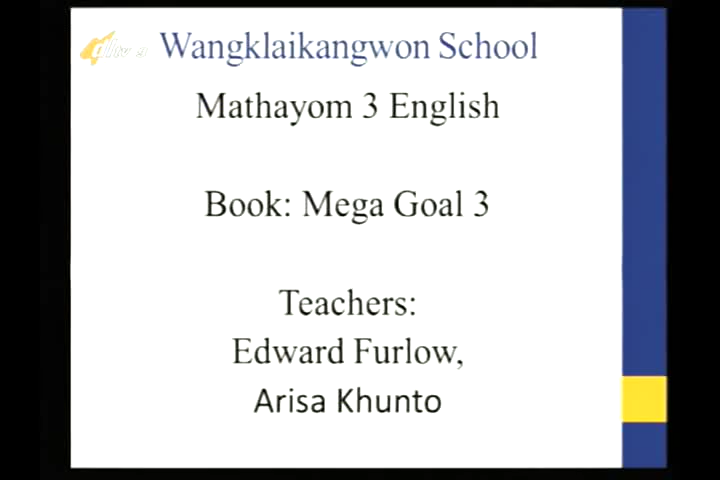 Wangklaikangwon School
Mathayom 3 English
Book: Mega Goal 3
Teachers:
Edward Furlow,
Arisa Khunto